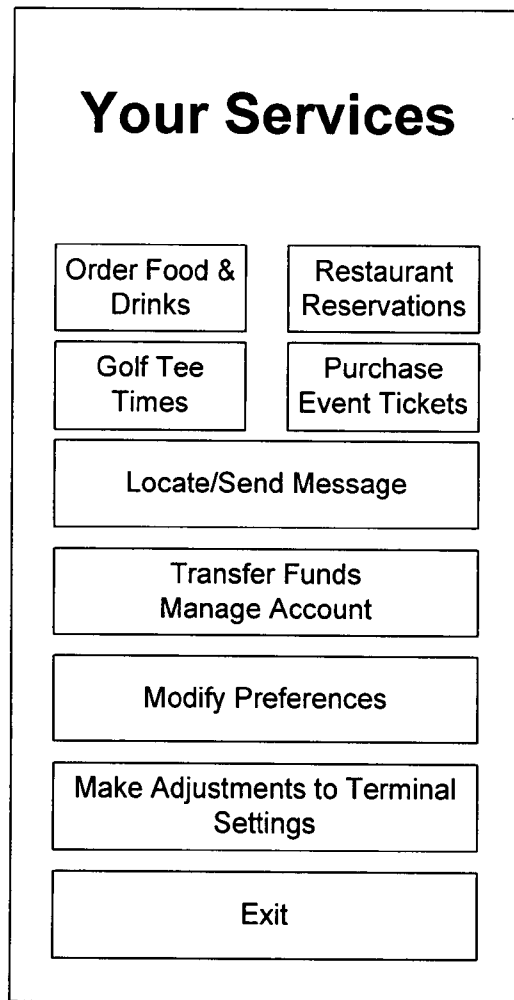 Your Services
Order Food &
Drinks
Restaurant
Reservations
Golf Tee
Times
Purchase
Event Tickets
Locate/Send Message
Transfer Funds
Manage Account
Modify Preferences
Make Adjustments to Terminal
Settings
Exit